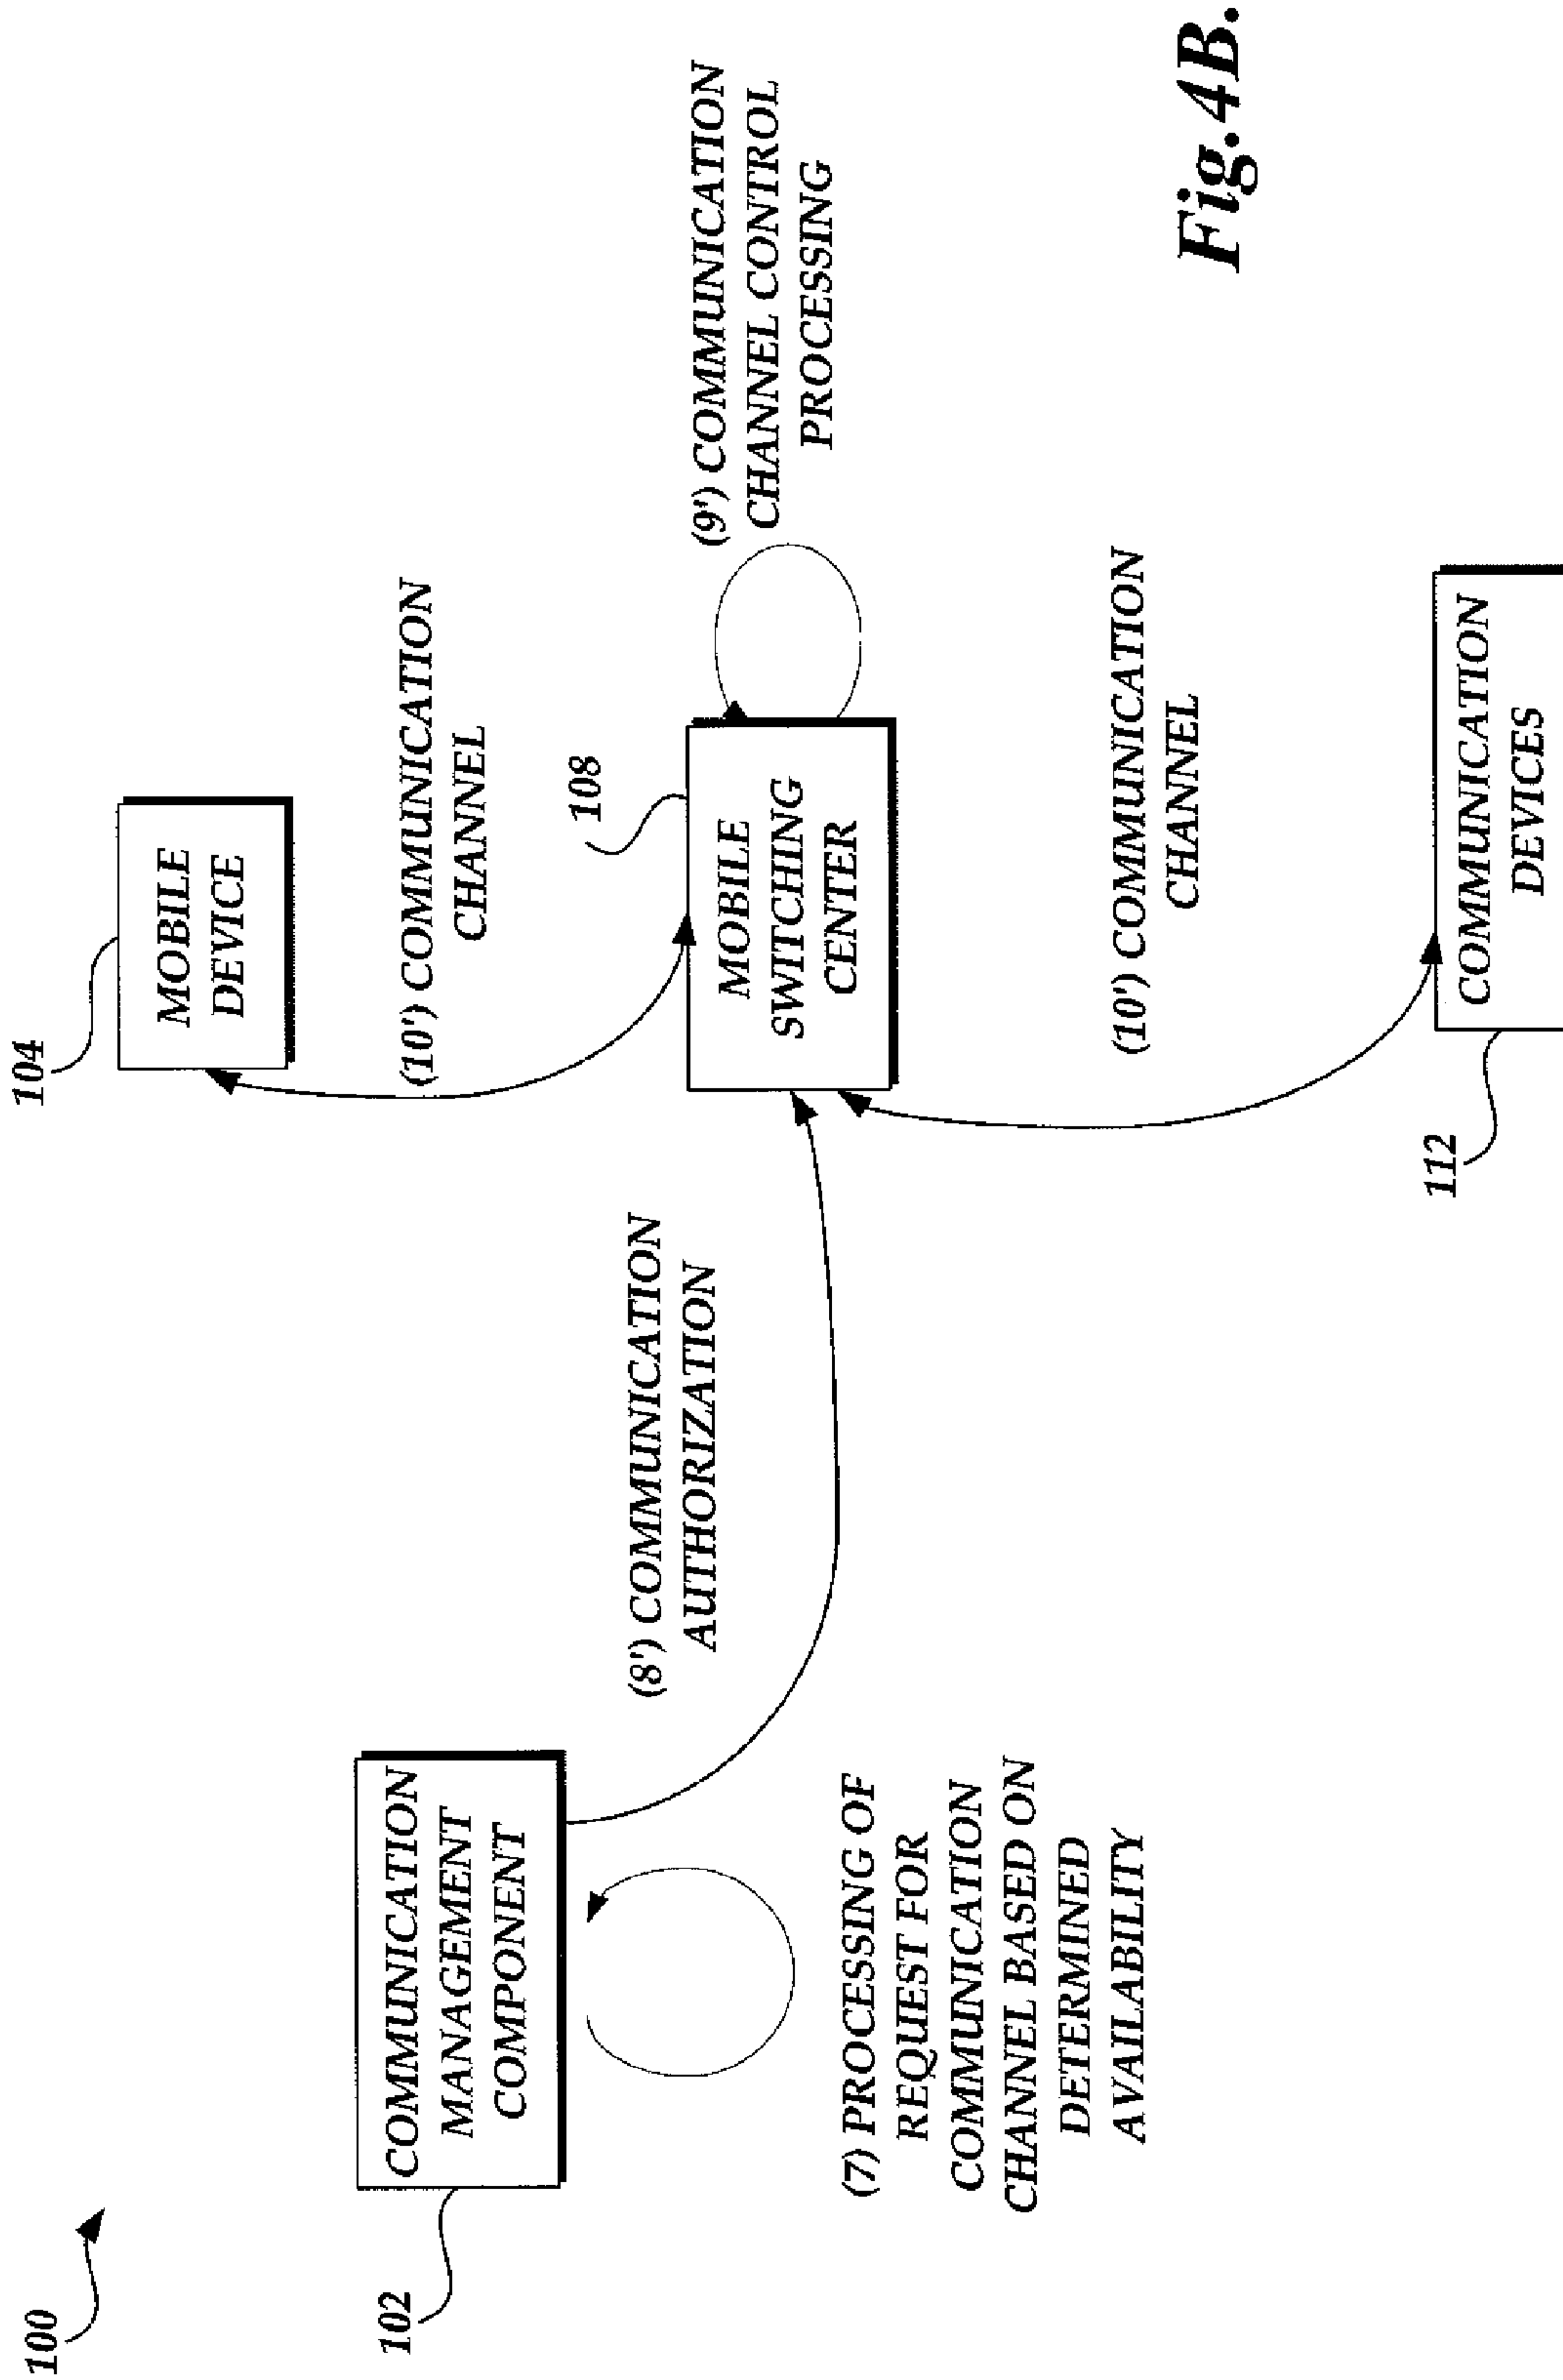 100
104
MOBILE
DEVICE
102
COMMUNICATION
MANAGEMENT
COMPONENT
(10') COMMUNICATION
CHANNEL
108
(8') COMMUNICATION
AUTHORIZATION
MOBILE
SWITCHING
CENTER
(9') COMMUNICATION
CHANNEL CONTROL
PROCESSING
(7) PROCESSING OF
REQUEST FOR
COMMUNICATION
CHANNEL BASED ON
DETERMINED
AVAILABILITY
(10') COMMUNICATION
CHANNEL
112
COMMUNICATION
DEVICES
Fig.4B.